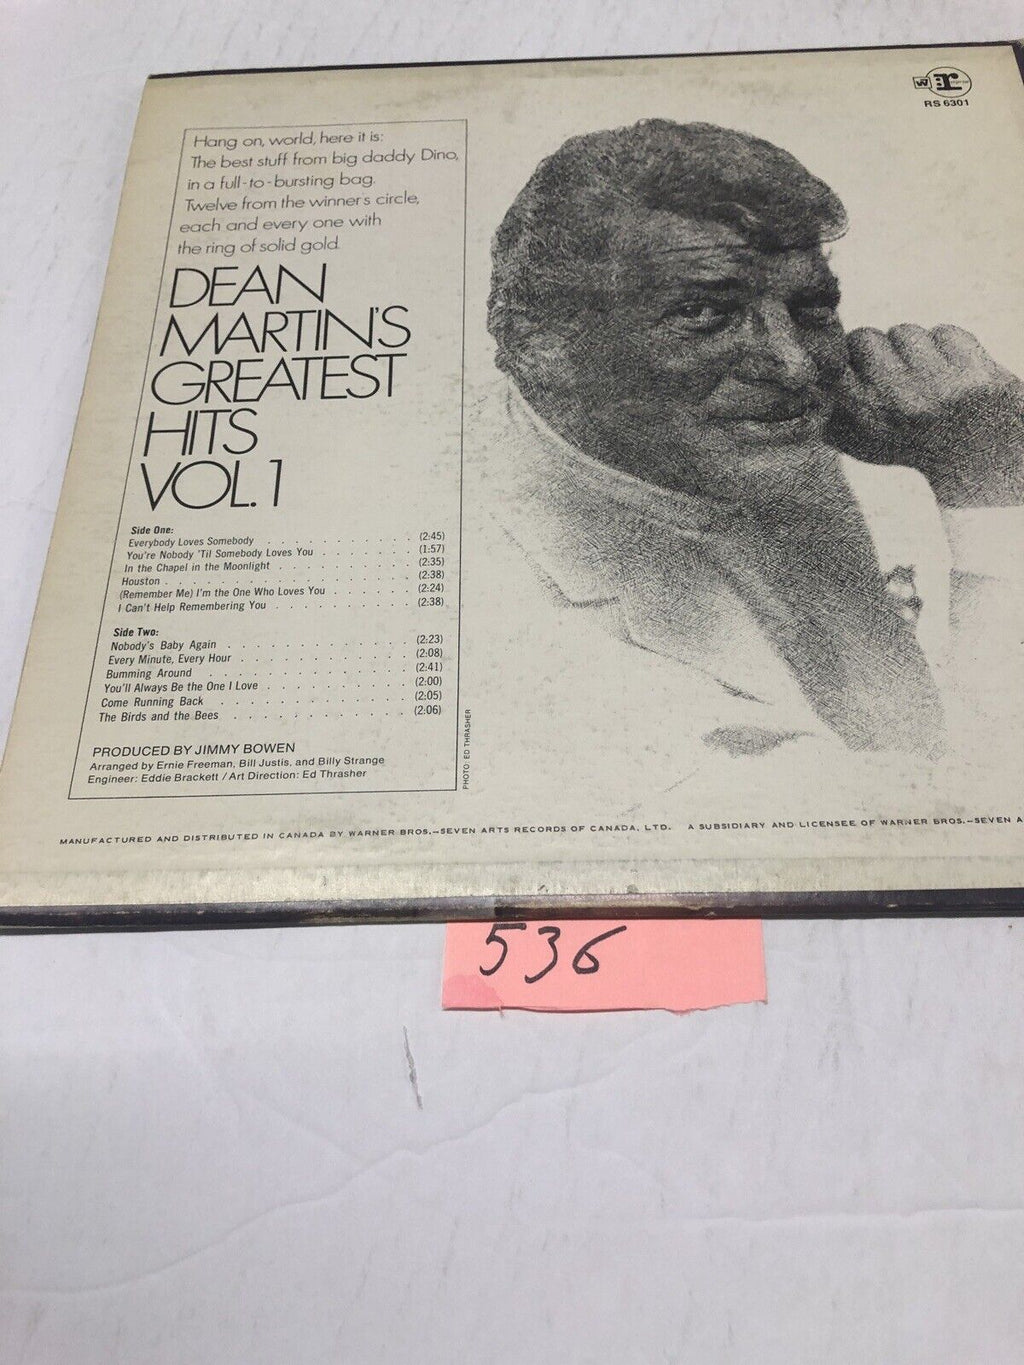 W
r
RS 6301
Hang on, world, here it is:
The best stuff from big daddy Dino,
in a full-to-bursting bag.
Twelve from the winner's circle,
each and every one with
the ring of solid gold.
DEAN
MARTIN'S
GREATEST
HITS
VOL. 1
Side One:
Everybody Loves Somebody . . . . . . . . . . . (2:45)
You're Nobody 'Til Somebody Loves You . . . . . . . (1:57)
In the Chapel in the Moonlight . . . . . . . . . . (2:35)
Houston . . . . . . . . . . . . . . . . . . (2:38)
(Remember Me) I'm the One Who Loves You . . . . . . (2:24)
I Can't Help Remembering You . . . . . . . . . . (2:38)
Side Two:
Nobody's Baby Again . . . . . . . . . . . . . (2:23)
Every Minute, Every Hour . . . . . . . . . . . . (2:08)
Bumming Around . . . . . . . . . . . . . . (2:41)
You'll Always Be the One I Love . . . . . . . . . . (2:00)
Come Running Back . . . . . . . . . . . . . (2:05)
The Birds and the Bees . . . . . . . . . . . . (2:06)
PRODUCED BY JIMMY BOWEN
Arranged by Ernie Freeman, Bill Justis, and Billy Strange
Engineer: Eddie Brackett / Art Direction: Ed Thrasher
PHOTO: ED THRASHER
MANUFACTURED AND DISTRIBUTED IN CANADA BY WARNER BROS.—SEVEN ARTS RECORDS OF CANADA, LTD. A SUBSIDIARY AND LICENSEE OF WARNER BROS.—SEVEN A
536